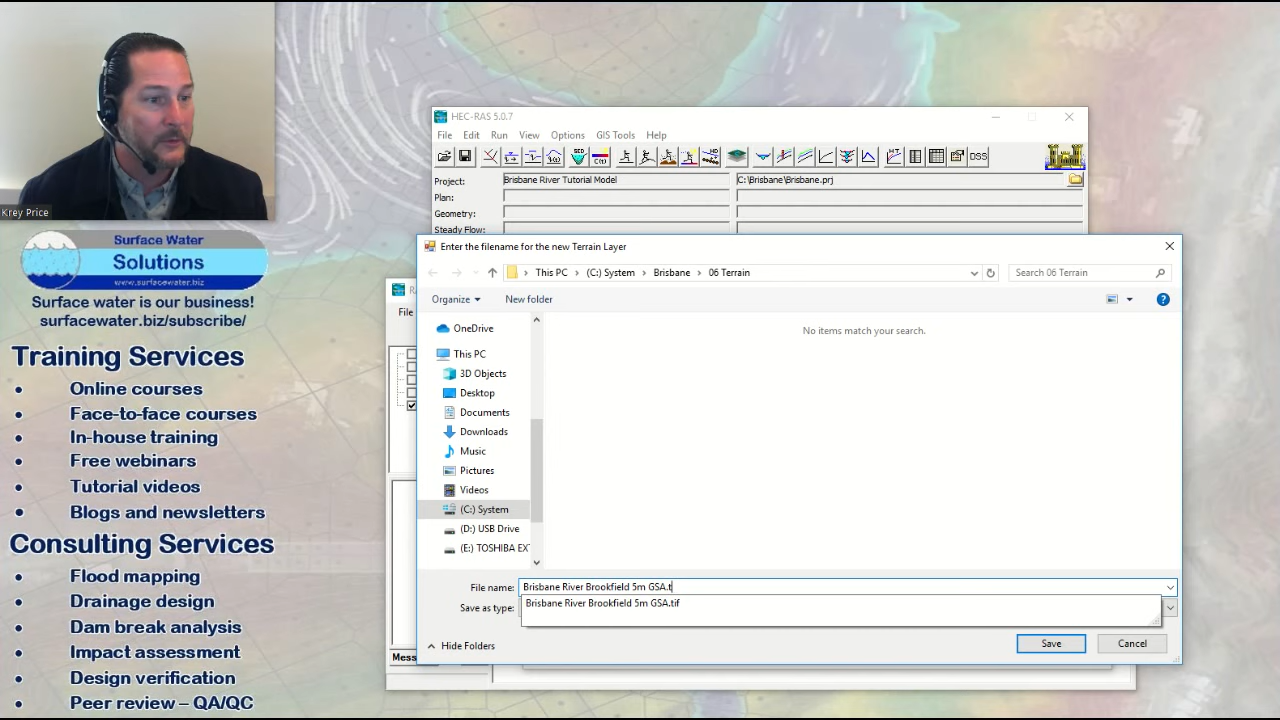 Krey Price
Surface Water
Solutions
www.surfacewater.biz
Surface water is our business!
surfacewater.biz/subscribe/
Training Services
• Online courses
• Face-to-face courses
• In-house training
• Free webinars
• Tutorial videos
• Blogs and newsletters
Consulting Services
• Flood mapping
• Drainage design
• Dam break analysis
• Impact assessment
• Design verification
• Peer review – QA/QC
HEC-RAS 5.0.7
File Edit Run View Options GIS Tools Help
DSS
Project: Brisbane River Tutorial Model C:\Brisbane\Brisbane.prj
Plan:
Geometry:
Steady Flow:
File
Mess
Enter the filename for the new Terrain Layer
This PC > (C:) System > Brisbane > 06 Terrain
Search 06 Terrain
Organize New folder
OneDrive
This PC
3D Objects
Desktop
Documents
Downloads
Music
Pictures
Videos
(C:) System
(D:) USB Drive
(E:) TOSHIBA EXT
No items match your search.
File name: Brisbane River Brookfield 5m GSA.t
Brisbane River Brookfield 5m GSA.tif
Save as type:
Hide Folders
Save Cancel